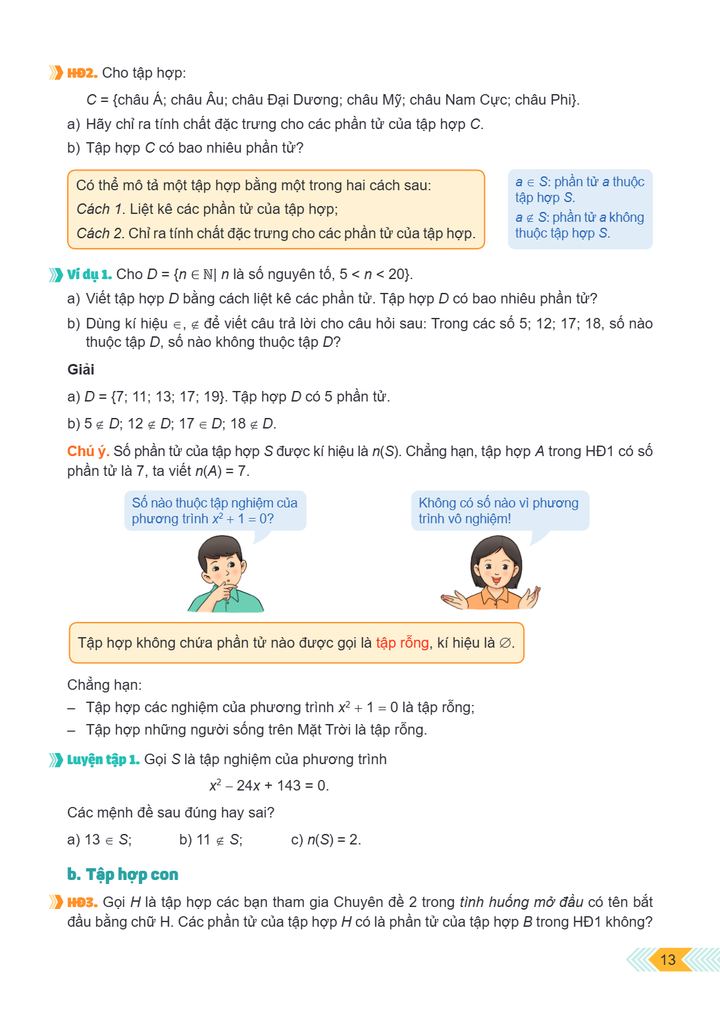 HĐ2. Cho tập hợp:
C = {châu Á; châu Âu; châu Đại Dương; châu Mỹ; châu Nam Cực; châu Phi}.
a) Hãy chỉ ra tính chất đặc trưng cho các phần tử của tập hợp C.
b) Tập hợp C có bao nhiêu phần tử?
Có thể mô tả một tập hợp bằng một trong hai cách sau:
Cách 1. Liệt kê các phần tử của tập hợp;
Cách 2. Chỉ ra tính chất đặc trưng cho các phần tử của tập hợp.
a ∈ S: phần tử a thuộc
tập hợp S.
a ∉ S: phần tử a không
thuộc tập hợp S.
Ví dụ 1. Cho D = {n ∈ ℕ| n là số nguyên tố, 5 < n < 20}.
a) Viết tập hợp D bằng cách liệt kê các phần tử. Tập hợp D có bao nhiêu phần tử?
b) Dùng kí hiệu ∈, ∉ để viết câu trả lời cho câu hỏi sau: Trong các số 5; 12; 17; 18, số nào
thuộc tập D, số nào không thuộc tập D?
Giải
a) D = {7; 11; 13; 17; 19}. Tập hợp D có 5 phần tử.
b) 5 ∉ D; 12 ∉ D; 17 ∈ D; 18 ∉ D.
Chú ý. Số phần tử của tập hợp S được kí hiệu là n(S). Chẳng hạn, tập hợp A trong HĐ1 có số
phần tử là 7, ta viết n(A) = 7.
Số nào thuộc tập nghiệm của
phương trình x² + 1 = 0?
Không có số nào vì phương
trình vô nghiệm!
Tập hợp không chứa phần tử nào được gọi là tập rỗng, kí hiệu là ∅.
Chẳng hạn:
– Tập hợp các nghiệm của phương trình x² + 1 = 0 là tập rỗng;
– Tập hợp những người sống trên Mặt Trời là tập rỗng.
Luyện tập 1. Gọi S là tập nghiệm của phương trình
x² – 24x + 143 = 0.
Các mệnh đề sau đúng hay sai?
a) 13 ∈ S; b) 11 ∉ S; c) n(S) = 2.
b. Tập hợp con
HĐ3. Gọi H là tập hợp các bạn tham gia Chuyên đề 2 trong tình huống mở đầu có tên bắt
đầu bằng chữ H. Các phần tử của tập hợp H có là phần tử của tập hợp B trong HĐ1 không?
13